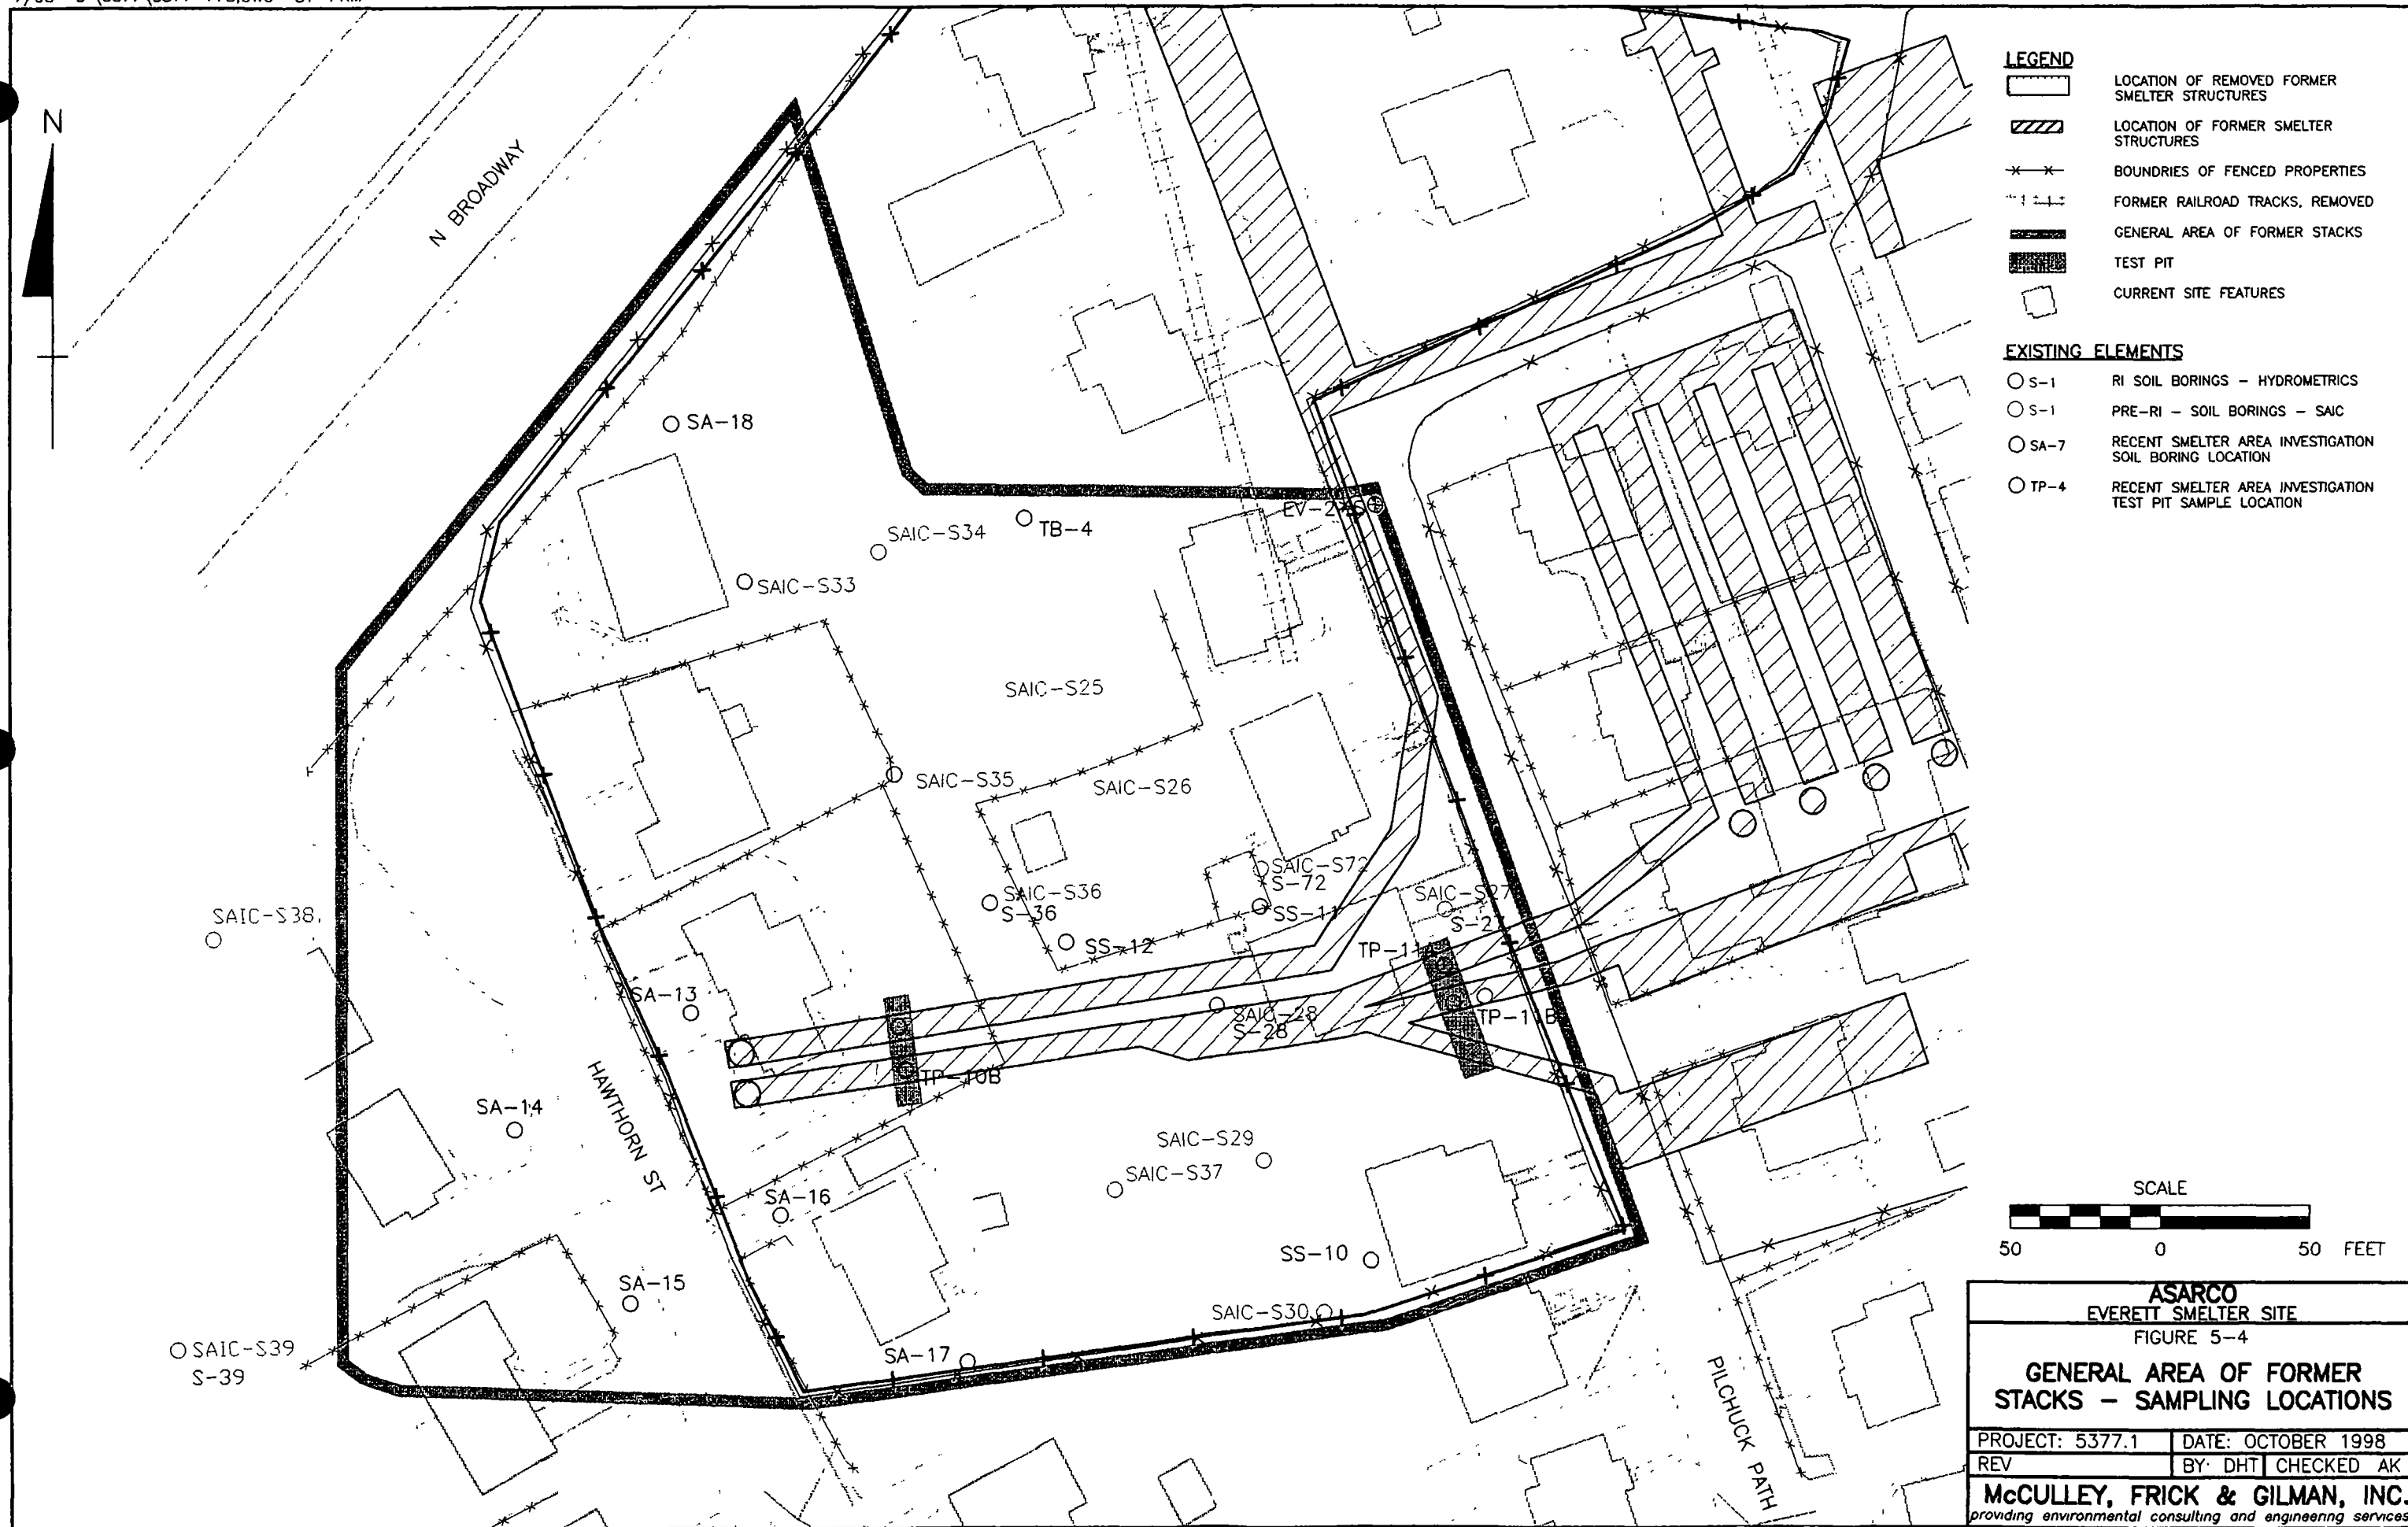 N
N BROADWAY
SA-18
SAIC-S34
TB-4
SAIC-S33
SAIC-S25
SAIC-S35
SAIC-S26
SAIC-S72
S-72
SAIC-S36
S-36
SS-11
SAIC-S27
SS-12
SAIC-S38,
SA-13
SAIC-28
S-28
TP-11B
TP-10B
SA-14
HAWTHORN ST
SAIC-S29
SAIC-S37
SA-16
SS-10
SA-15
SAIC-S30
SAIC-S39
S-39
SA-17
PILCHUCK PATH
LEGEND
LOCATION OF REMOVED FORMER
SMELTER STRUCTURES
LOCATION OF FORMER SMELTER
STRUCTURES
BOUNDRIES OF FENCED PROPERTIES
FORMER RAILROAD TRACKS, REMOVED
GENERAL AREA OF FORMER STACKS
TEST PIT
CURRENT SITE FEATURES
EXISTING ELEMENTS
S-1 RI SOIL BORINGS - HYDROMETRICS
S-1 PRE-RI - SOIL BORINGS - SAIC
SA-7 RECENT SMELTER AREA INVESTIGATION
SOIL BORING LOCATION
TP-4 RECENT SMELTER AREA INVESTIGATION
TEST PIT SAMPLE LOCATION
SCALE
50 0 50 FEET
ASARCO
EVERETT SMELTER SITE
FIGURE 5-4
GENERAL AREA OF FORMER
STACKS - SAMPLING LOCATIONS
PROJECT: 5377.1 DATE: OCTOBER 1998
REV BY: DHT CHECKED AK
McCULLEY, FRICK & GILMAN, INC.
providing environmental consulting and engineering services